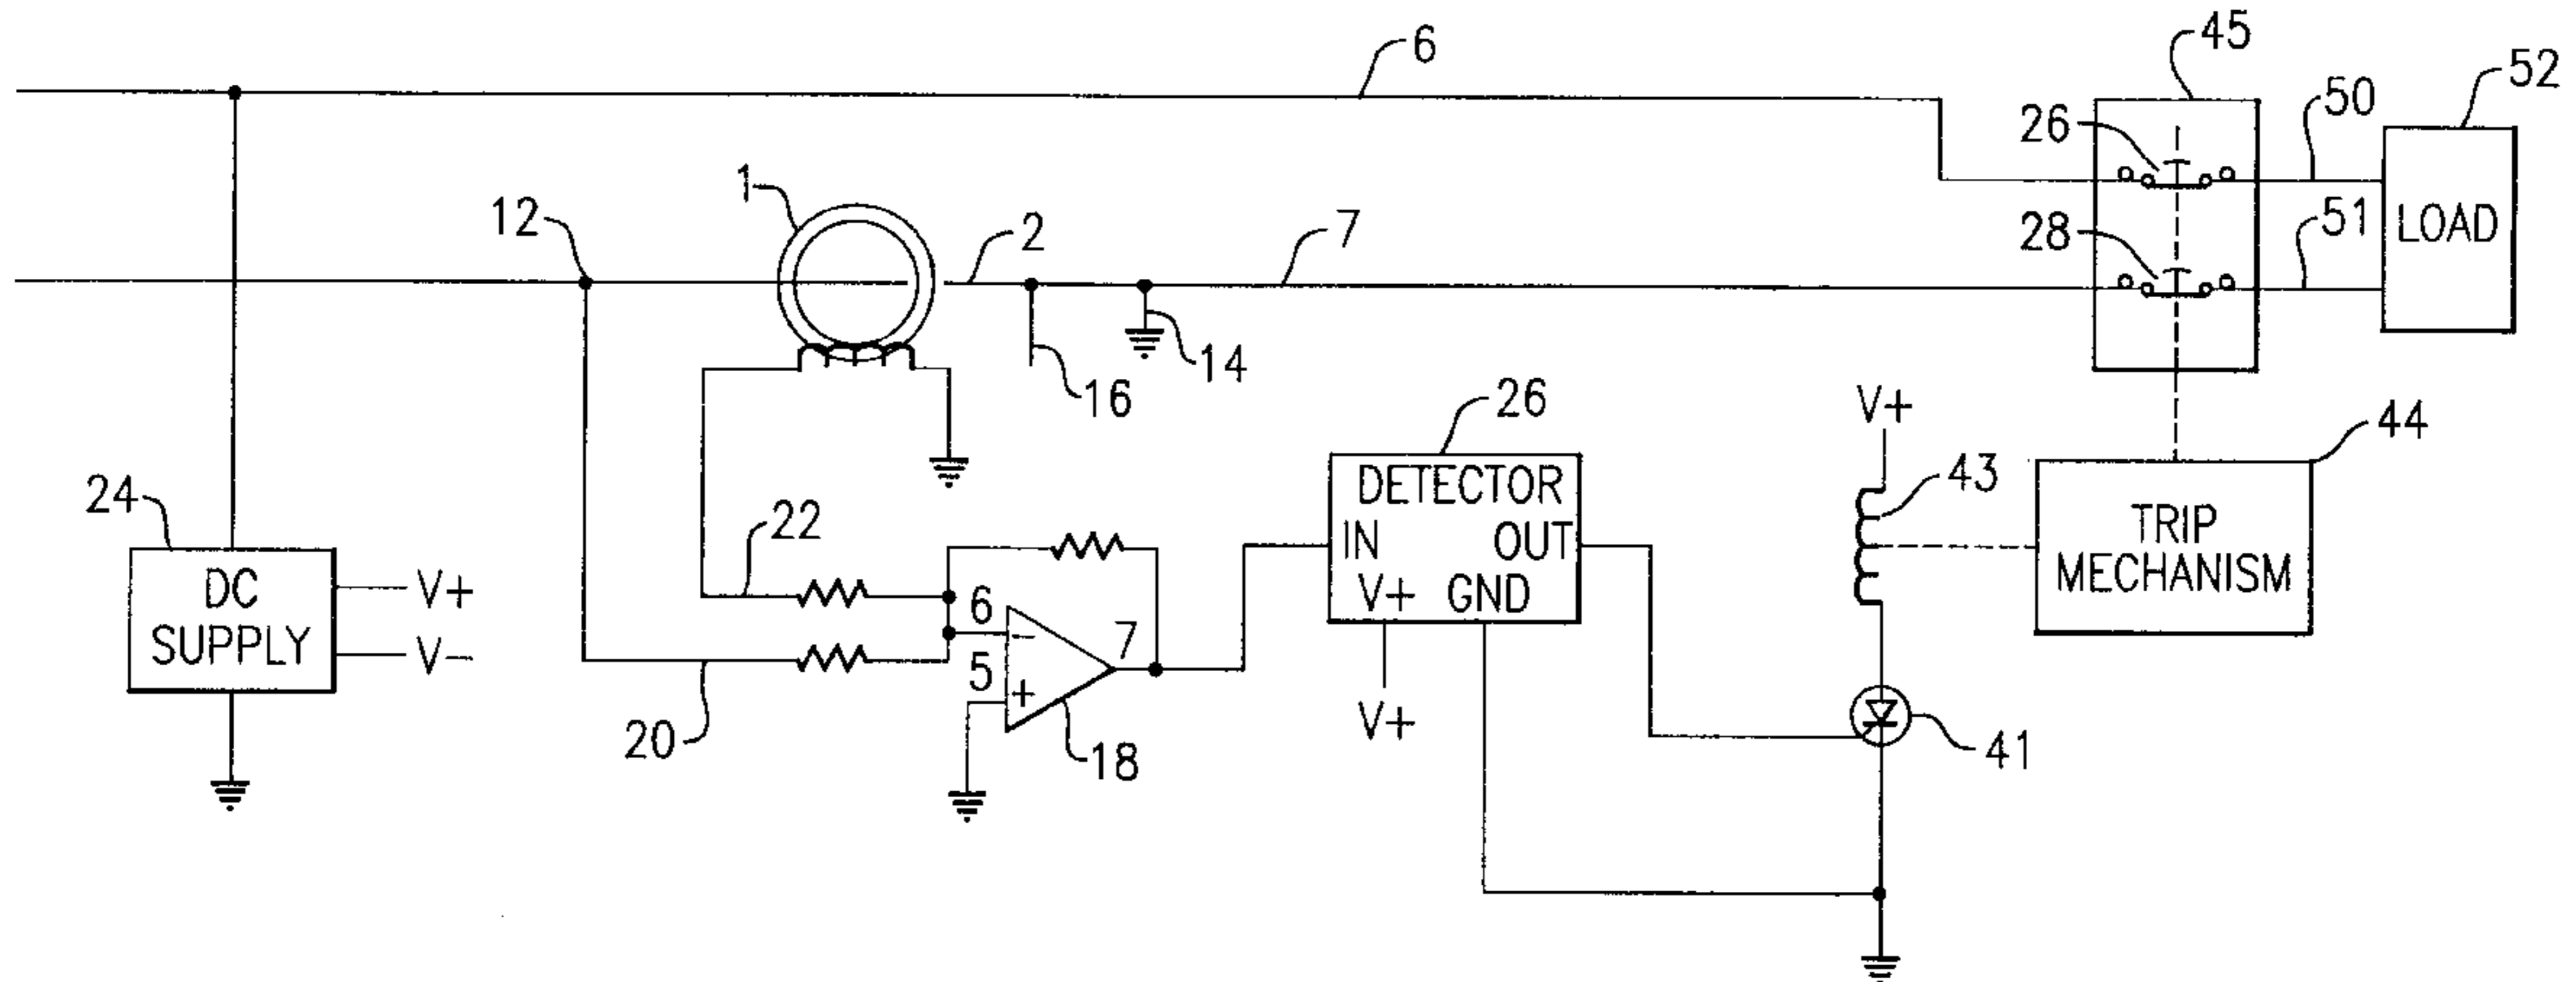 6
45
52
26
50
1
12
2
7
28
51
LOAD
16
14
26
V+
44
24
22
DETECTOR
IN OUT
V+ GND
43
TRIP
MECHANISM
DC
SUPPLY
V+
V-
6
-
5
+
7
20
18
V+
41